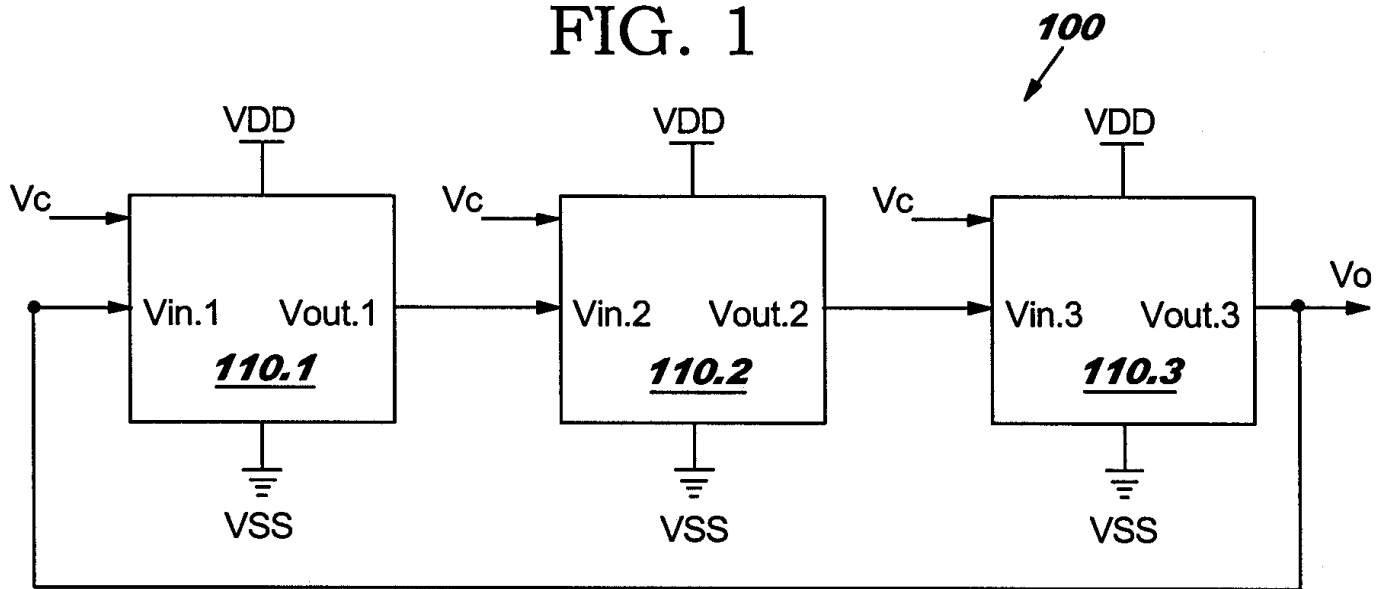 FIG. 1
100
VDD VDD VDD
Vc Vc Vc
Vo
Vin.1 Vout.1 Vin.2 Vout.2 Vin.3 Vout.3
110.1 110.2 110.3
VSS VSS VSS